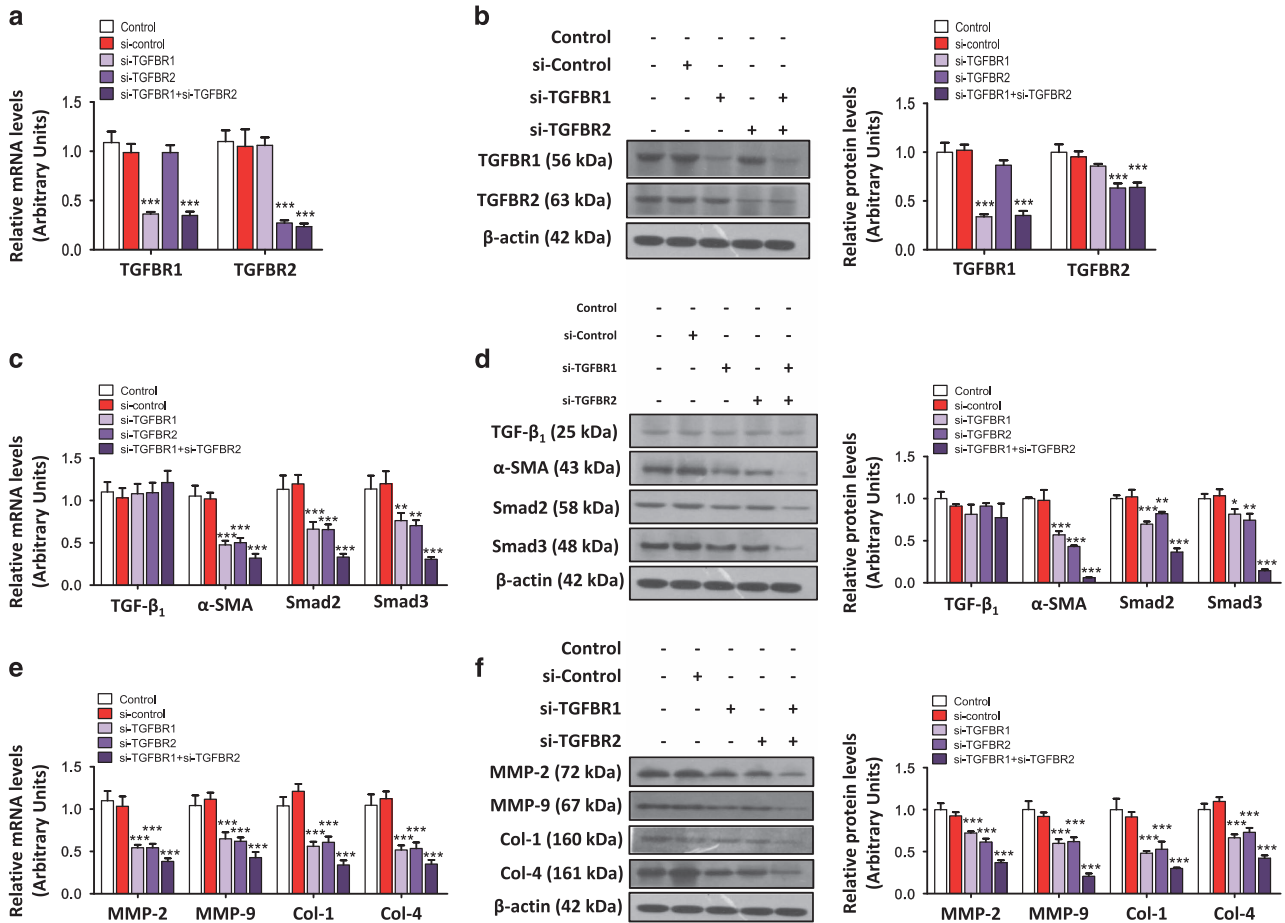 a
Control
si-control
si-TGFBR1
si-TGFBR2
si-TGFBR1+si-TGFBR2
Relative mRNA levels
(Arbitrary Units)
1.5
1.0
0.5
0.0
*** ***
*** ***
TGFBR1 TGFBR2
b
Control - - - - -
si-Control - + - - -
si-TGFBR1 - - + - +
si-TGFBR2 - - - + +
TGFBR1 (56 kDa)
TGFBR2 (63 kDa)
β-actin (42 kDa)
Control
si-control
si-TGFBR1
si-TGFBR2
si-TGFBR1+si-TGFBR2
Relative protein levels
(Arbitrary Units)
1.5
1.0
0.5
0.0
*** ***
*** ***
TGFBR1 TGFBR2
c
Control
si-control
si-TGFBR1
si-TGFBR2
si-TGFBR1+si-TGFBR2
Relative mRNA levels
(Arbitrary Units)
1.5
1.0
0.5
0.0
*** *** ***
*** *** ***
** ** ***
TGF-β₁ α-SMA Smad2 Smad3
d
Control - - - - -
si-Control - + - - -
si-TGFBR1 - - + - +
si-TGFBR2 - - - + +
TGF-β₁ (25 kDa)
α-SMA (43 kDa)
Smad2 (58 kDa)
Smad3 (48 kDa)
β-actin (42 kDa)
Control
si-control
si-TGFBR1
si-TGFBR2
si-TGFBR1+si-TGFBR2
Relative protein levels
(Arbitrary Units)
1.5
1.0
0.5
0.0
*** *** ***
*** ** ***
* ** ***
TGF-β₁ α-SMA Smad2 Smad3
e
Control
si-control
si-TGFBR1
si-TGFBR2
si-TGFBR1+si-TGFBR2
Relative mRNA levels
(Arbitrary Units)
1.5
1.0
0.5
0.0
*** *** ***
*** *** ***
*** *** ***
*** *** ***
MMP-2 MMP-9 Col-1 Col-4
f
Control - - - - -
si-Control - + - - -
si-TGFBR1 - - + - +
si-TGFBR2 - - - + +
MMP-2 (72 kDa)
MMP-9 (67 kDa)
Col-1 (160 kDa)
Col-4 (161 kDa)
β-actin (42 kDa)
Control
si-control
si-TGFBR1
si-TGFBR2
si-TGFBR1+si-TGFBR2
Relative protein levels
(Arbitrary Units)
1.5
1.0
0.5
0.0
*** *** ***
*** *** ***
*** *** ***
*** *** ***
MMP-2 MMP-9 Col-1 Col-4